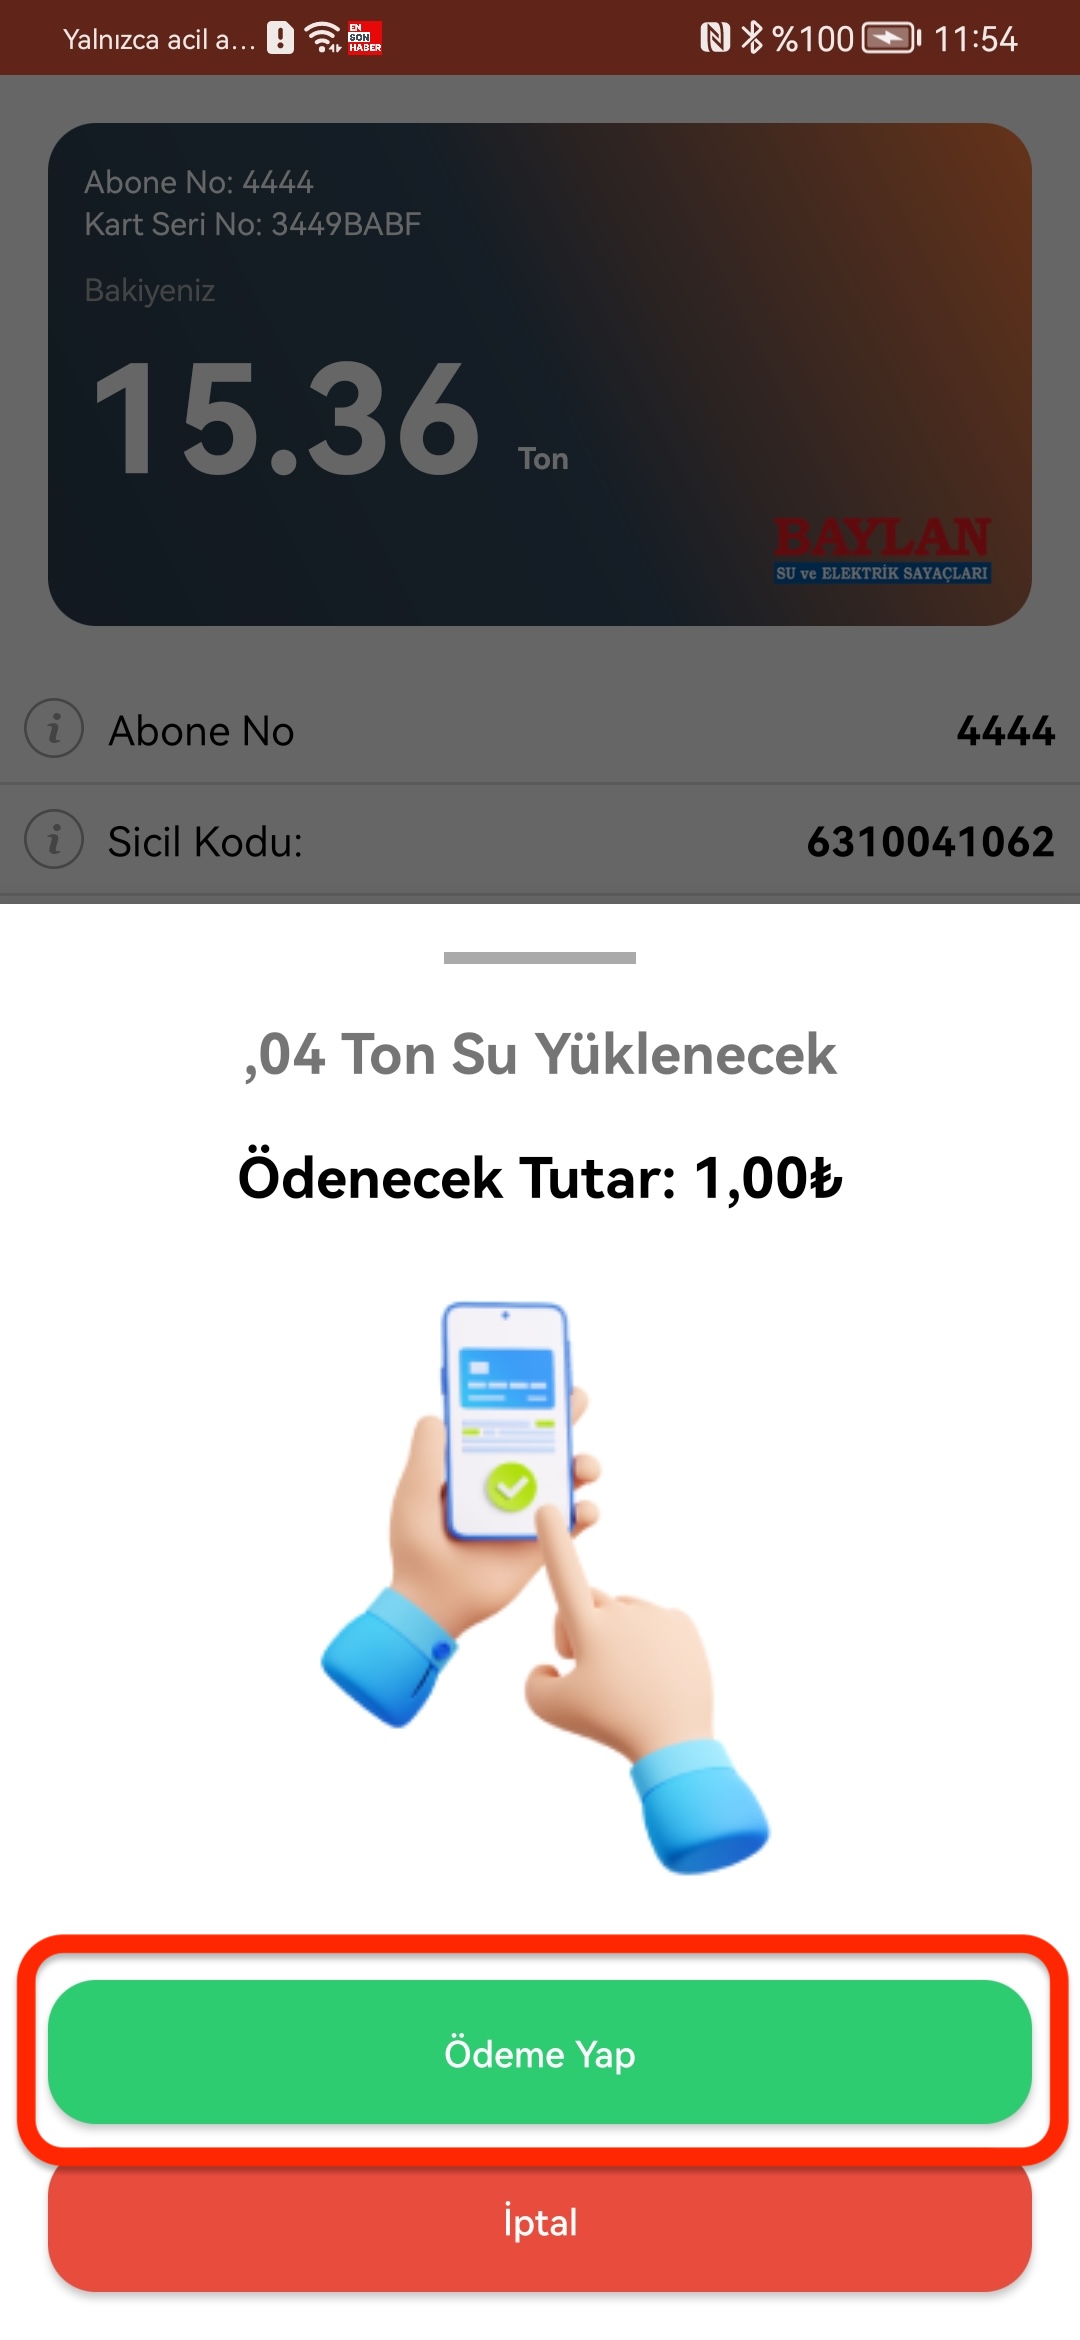 Yalnızca acil a...
EN
SON
HABER
%100
11:54
Abone No: 4444
Kart Seri No: 3449BABF
Bakiyeniz
15.36 Ton
BAYLAN
SU ve ELEKTRİK SAYAÇLARI
Abone No 4444
Sicil Kodu: 6310041062
,04 Ton Su Yüklenecek
Ödenecek Tutar: 1,00₺
Ödeme Yap
İptal